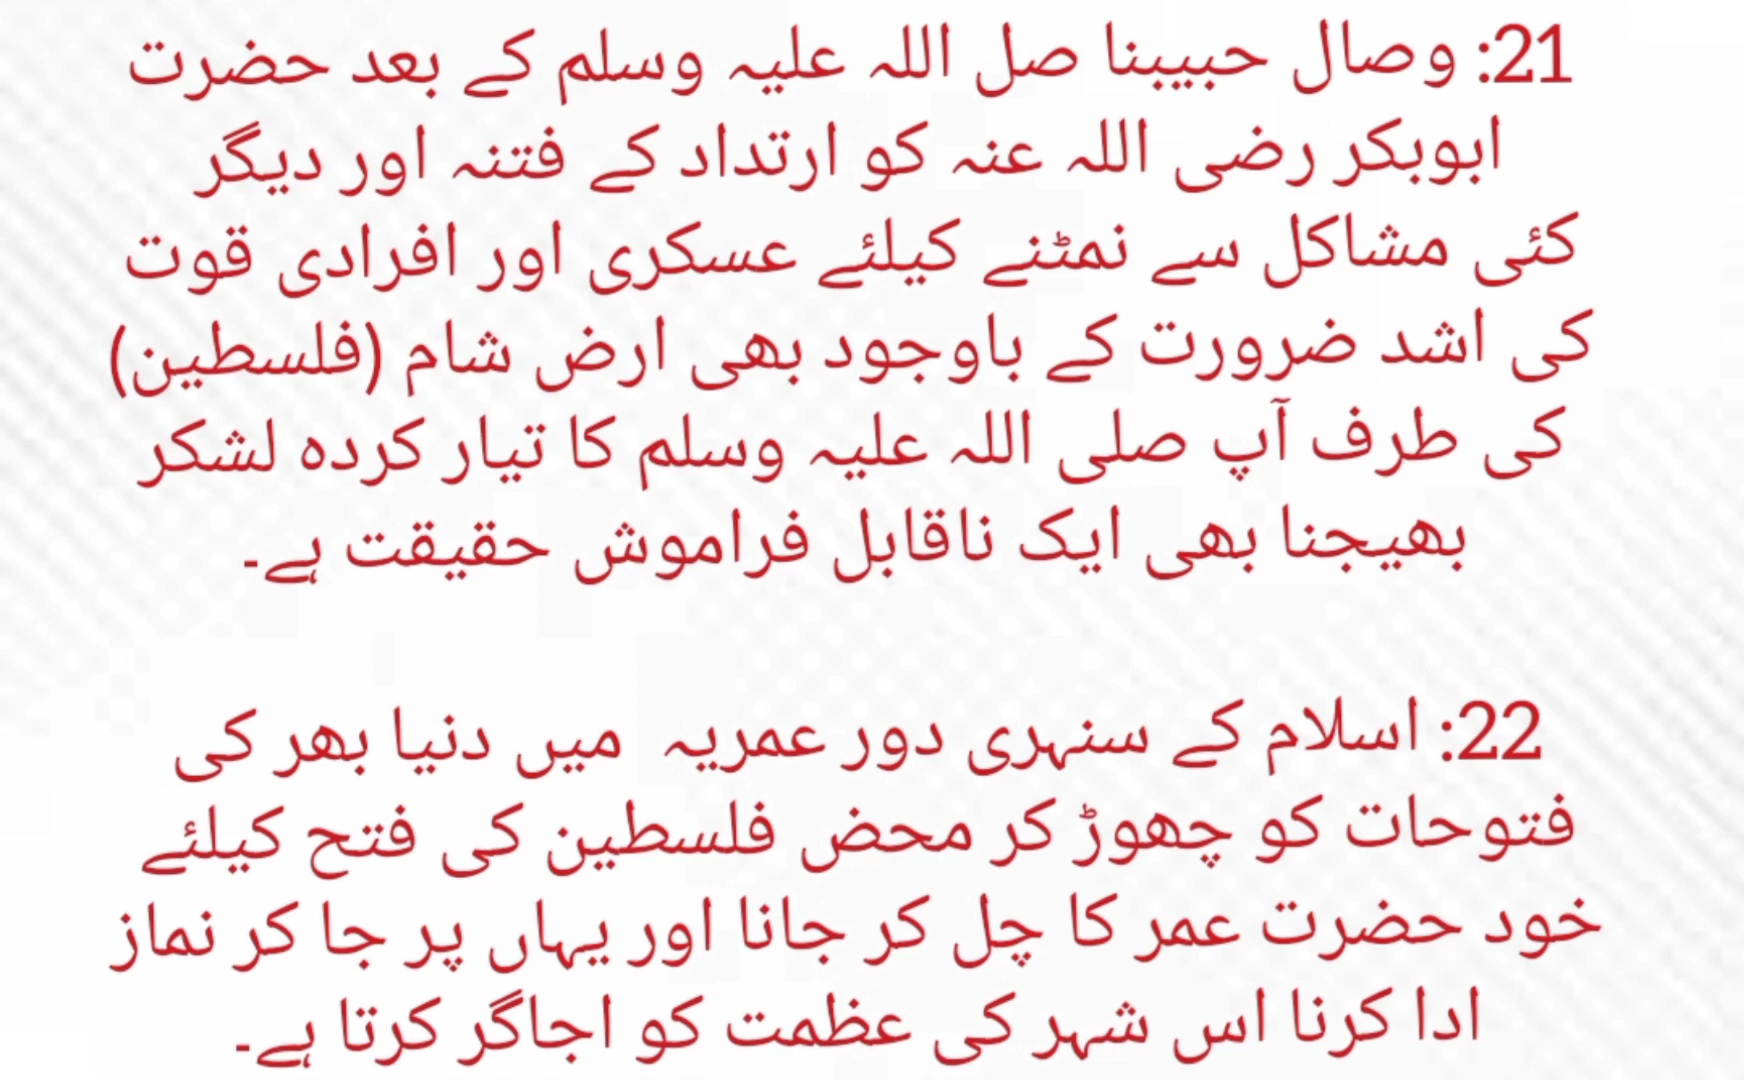 21: وصال حبیبنا صل اللہ علیہ وسلم کے بعد حضرت
ابوبکر رضی اللہ عنہ کو ارتداد کے فتنہ اور دیگر
کئی مشاکل سے نمٹنے کیلئے عسکری اور افرادی قوت
کی اشد ضرورت کے باوجود بھی ارض شام (فلسطین)
کی طرف آپ صلی اللہ علیہ وسلم کا تیار کردہ لشکر
بھیجنا بھی ایک ناقابل فراموش حقیقت ہے۔
22: اسلام کے سنہری دور عمریہ میں دنیا بھر کی
فتوحات کو چھوڑ کر محض فلسطین کی فتح کیلئے
خود حضرت عمر کا چل کر جانا اور یہاں پر جا کر نماز
ادا کرنا اس شہر کی عظمت کو اجاگر کرتا ہے۔